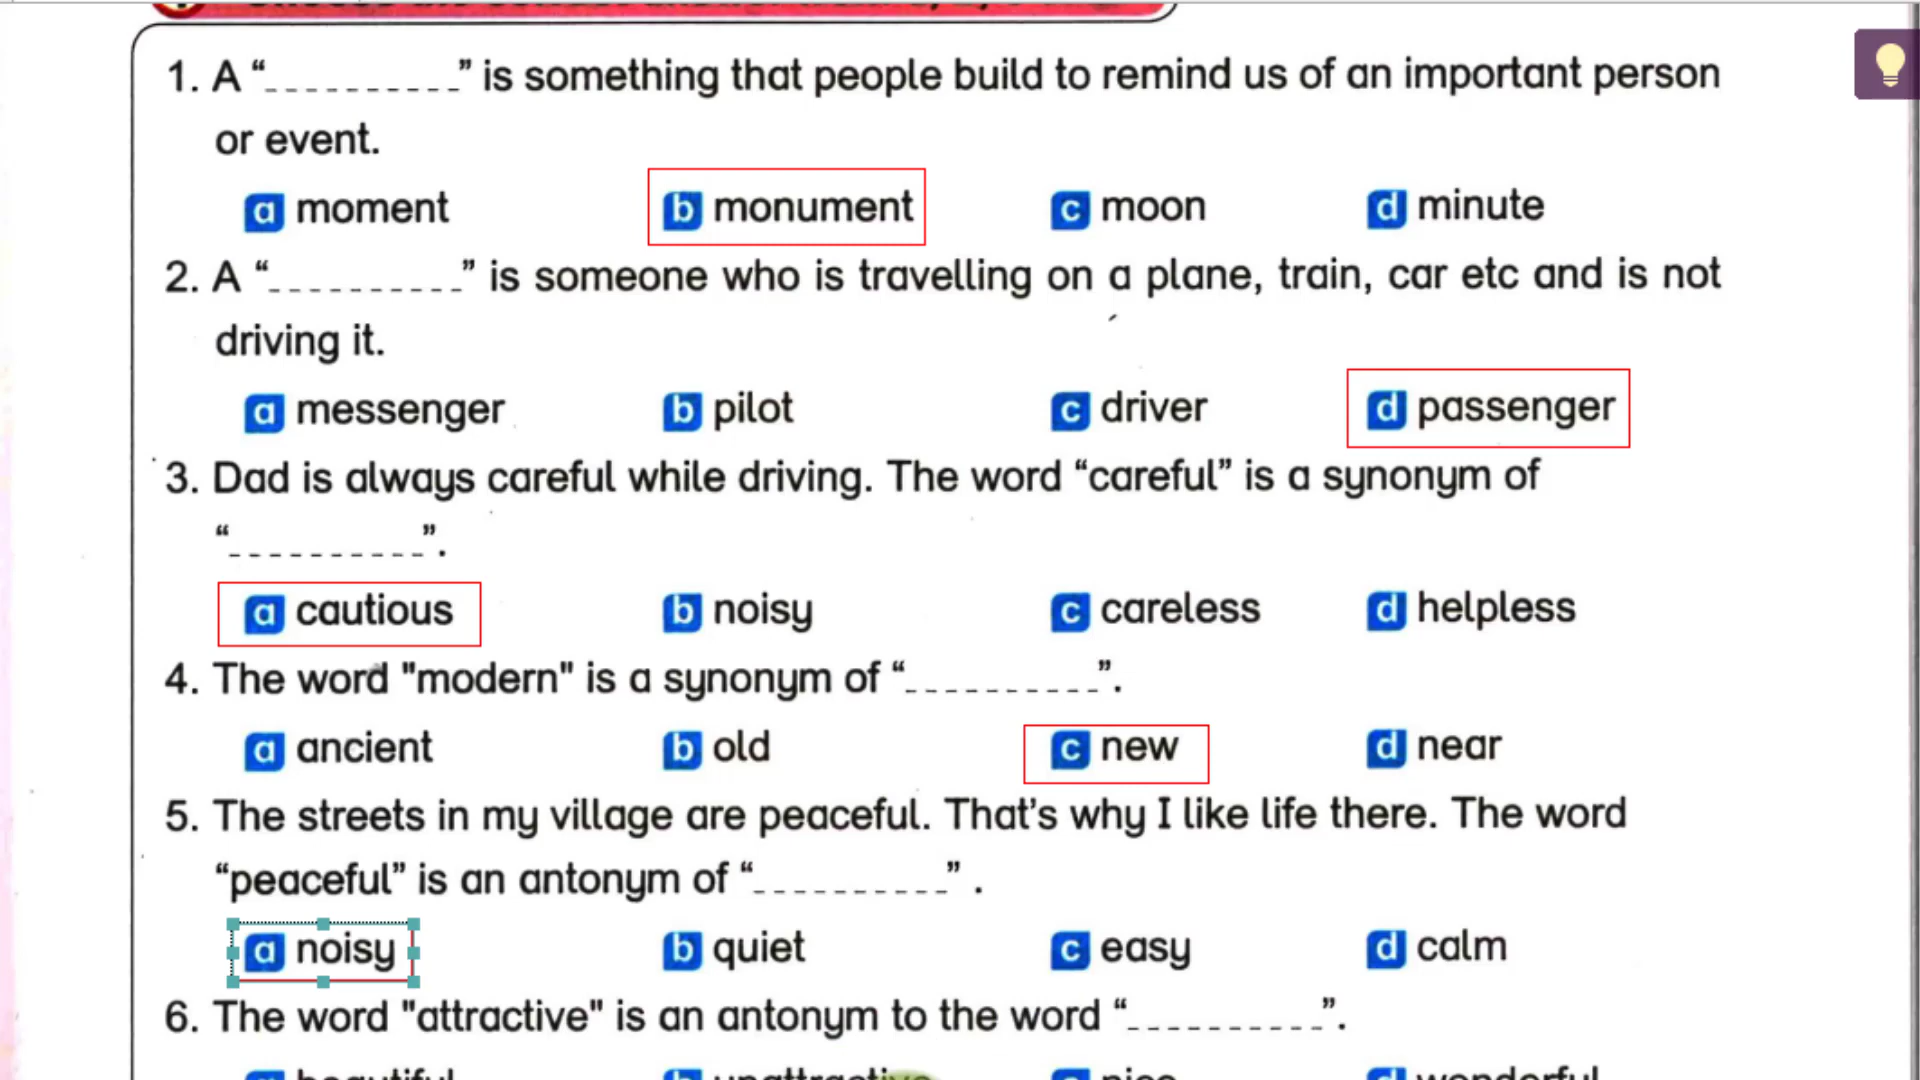 1. A “__________” is something that people build to remind us of an important person
or event.
a moment b monument c moon d minute
2. A “__________” is someone who is travelling on a plane, train, car etc and is not
driving it.
a messenger b pilot c driver d passenger
3. Dad is always careful while driving. The word “careful” is a synonym of
“__________”.
a cautious b noisy c careless d helpless
4. The word "modern" is a synonym of “__________”.
a ancient b old c new d near
5. The streets in my village are peaceful. That's why I like life there. The word
“peaceful” is an antonym of “__________” .
a noisy b quiet c easy d calm
6. The word "attractive" is an antonym to the word “__________”.
a beautiful b unattractive c nice d wonderful